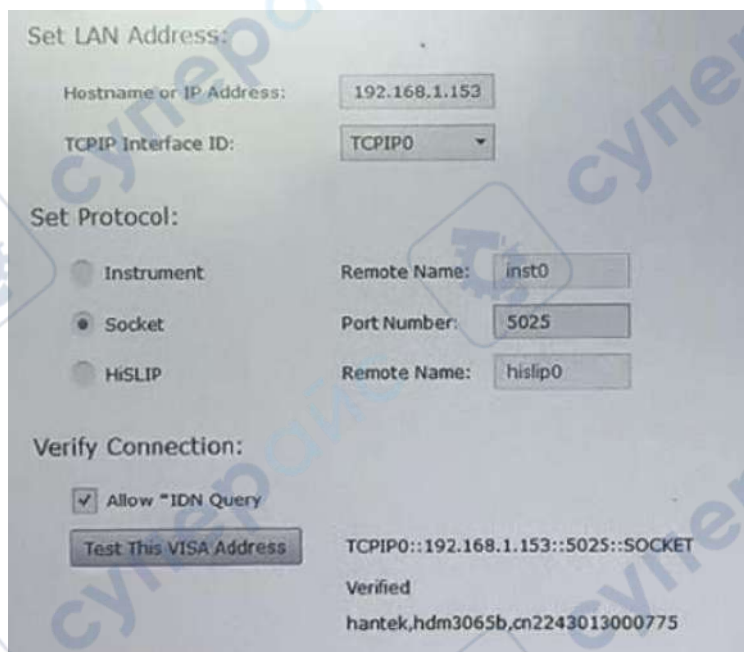 Set LAN Address:
Hostname or IP Address: 192.168.1.153
TCPIP Interface ID: TCPIP0
Set Protocol:
Instrument Remote Name: inst0
Socket Port Number: 5025
HiSLIP Remote Name: hislip0
Verify Connection:
Allow *IDN Query
Test This VISA Address TCPIP0::192.168.1.153::5025::SOCKET
Verified
hantek,hdm3065b,cn2243013000775